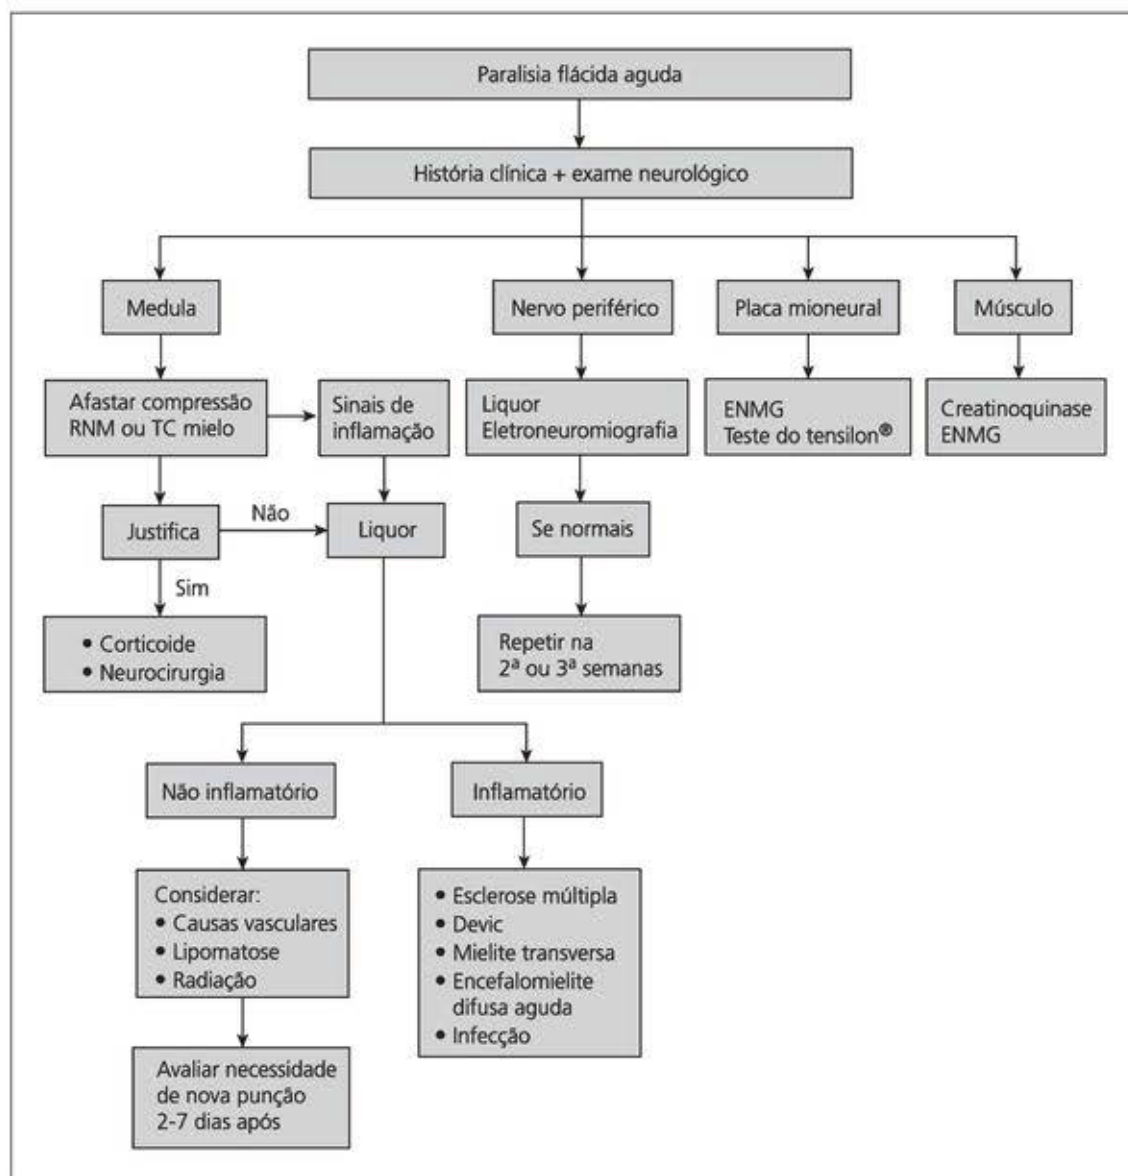 Paralisia flácida aguda
História clínica + exame neurológico
Medula
Nervo periférico
Placa mioneural
Músculo
Afastar compressão
RNM ou TC mielo
Sinais de
inflamação
Liquor
Eletroneuromiografia
ENMG
Teste do tensilon®
Creatinoquinase
ENMG
Justifica
Não
Liquor
Se normais
Sim
• Corticoide
• Neurocirurgia
Repetir na
2ª ou 3ª semanas
Não inflamatório
Inflamatório
Considerar:
• Causas vasculares
• Lipomatose
• Radiação
• Esclerose múltipla
• Devic
• Mielite transversa
• Encefalomielite
difusa aguda
• Infecção
Avaliar necessidade
de nova punção
2-7 dias após